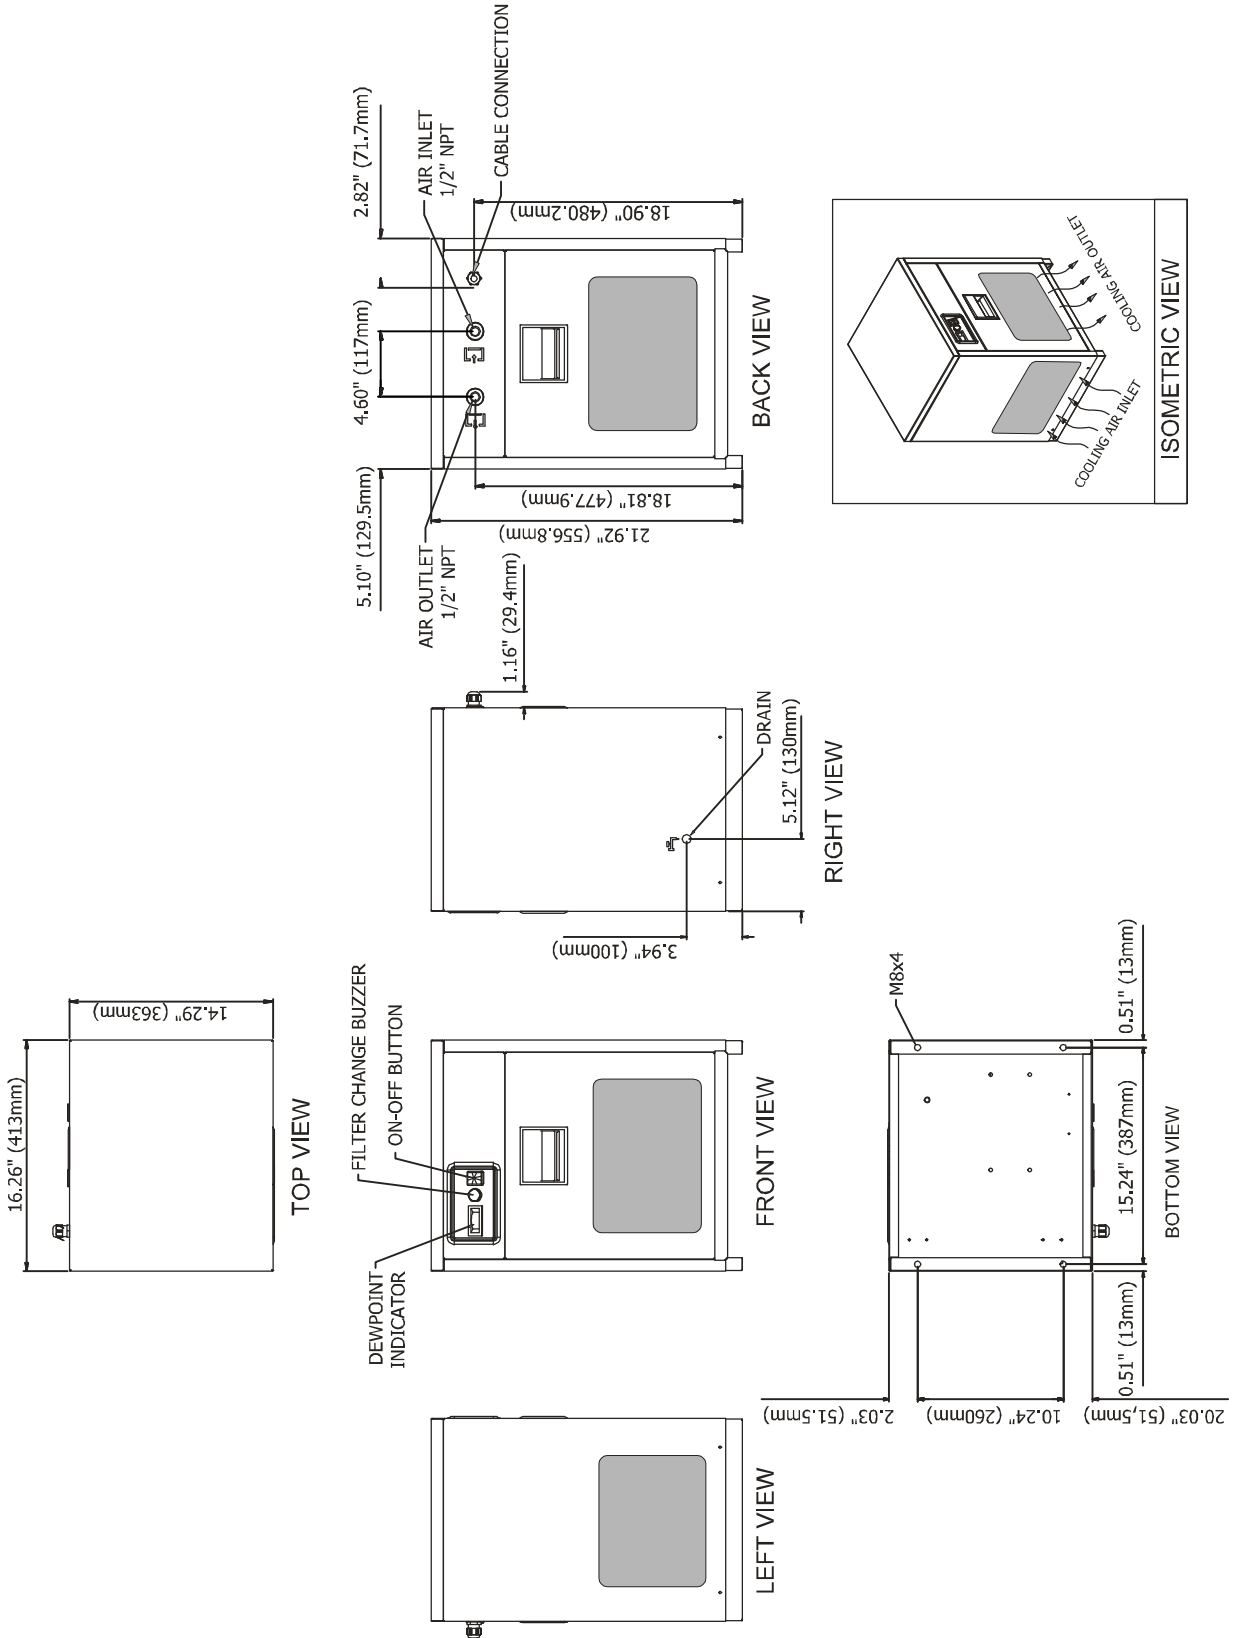 16.26" (413mm)
14.29" (363mm)
TOP VIEW
LEFT VIEW
DEWPOINT
INDICATOR
FILTER CHANGE BUZZER
ON-OFF BUTTON
FRONT VIEW
3.94" (100mm)
DRAIN
5.12" (130mm)
1.16" (29.4mm)
RIGHT VIEW
5.10" (129.5mm)
4.60" (117mm)
2.82" (71.7mm)
AIR OUTLET
1/2" NPT
AIR INLET
1/2" NPT
CABLE CONNECTION
21.92" (556.8mm)
18.81" (477.9mm)
18.90" (480.2mm)
BACK VIEW
2.03" (51.5mm)
10.24" (260mm)
20.03" (51,5mm)
M8x4
0.51" (13mm)
15.24" (387mm)
0.51" (13mm)
BOTTOM VIEW
COOLING AIR INLET
COOLING AIR OUTLET
ISOMETRIC VIEW